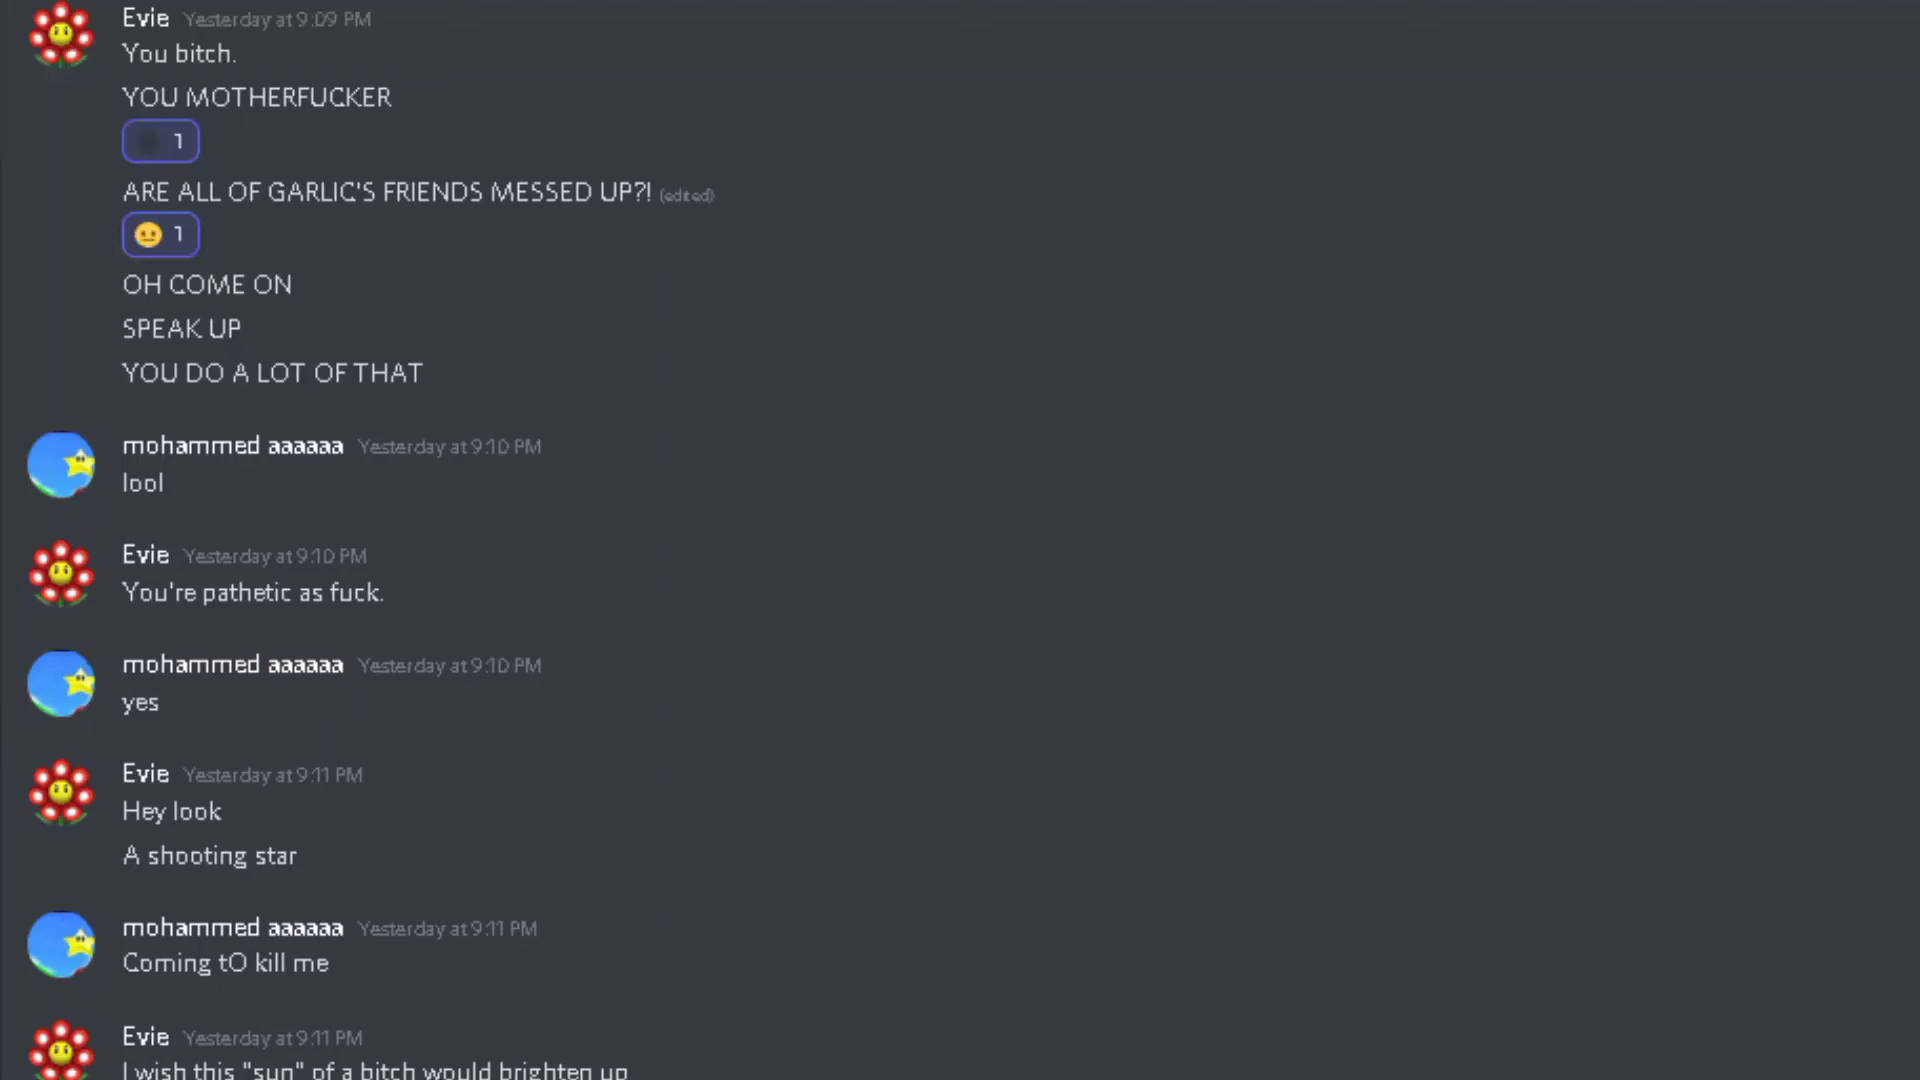 Evie Yesterday at 9:09 PM
You bitch.
YOU MOTHERFUCKER
1
ARE ALL OF GARLIC'S FRIENDS MESSED UP?! (edited)
1
OH COME ON
SPEAK UP
YOU DO A LOT OF THAT
mohammed aaaaaa Yesterday at 9:10 PM
lool
Evie Yesterday at 9:10 PM
You're pathetic as fuck.
mohammed aaaaaa Yesterday at 9:10 PM
yes
Evie Yesterday at 9:11 PM
Hey look
A shooting star
mohammed aaaaaa Yesterday at 9:11 PM
Coming tO kill me
Evie Yesterday at 9:11 PM
I wish this "sun" of a bitch would brighten up